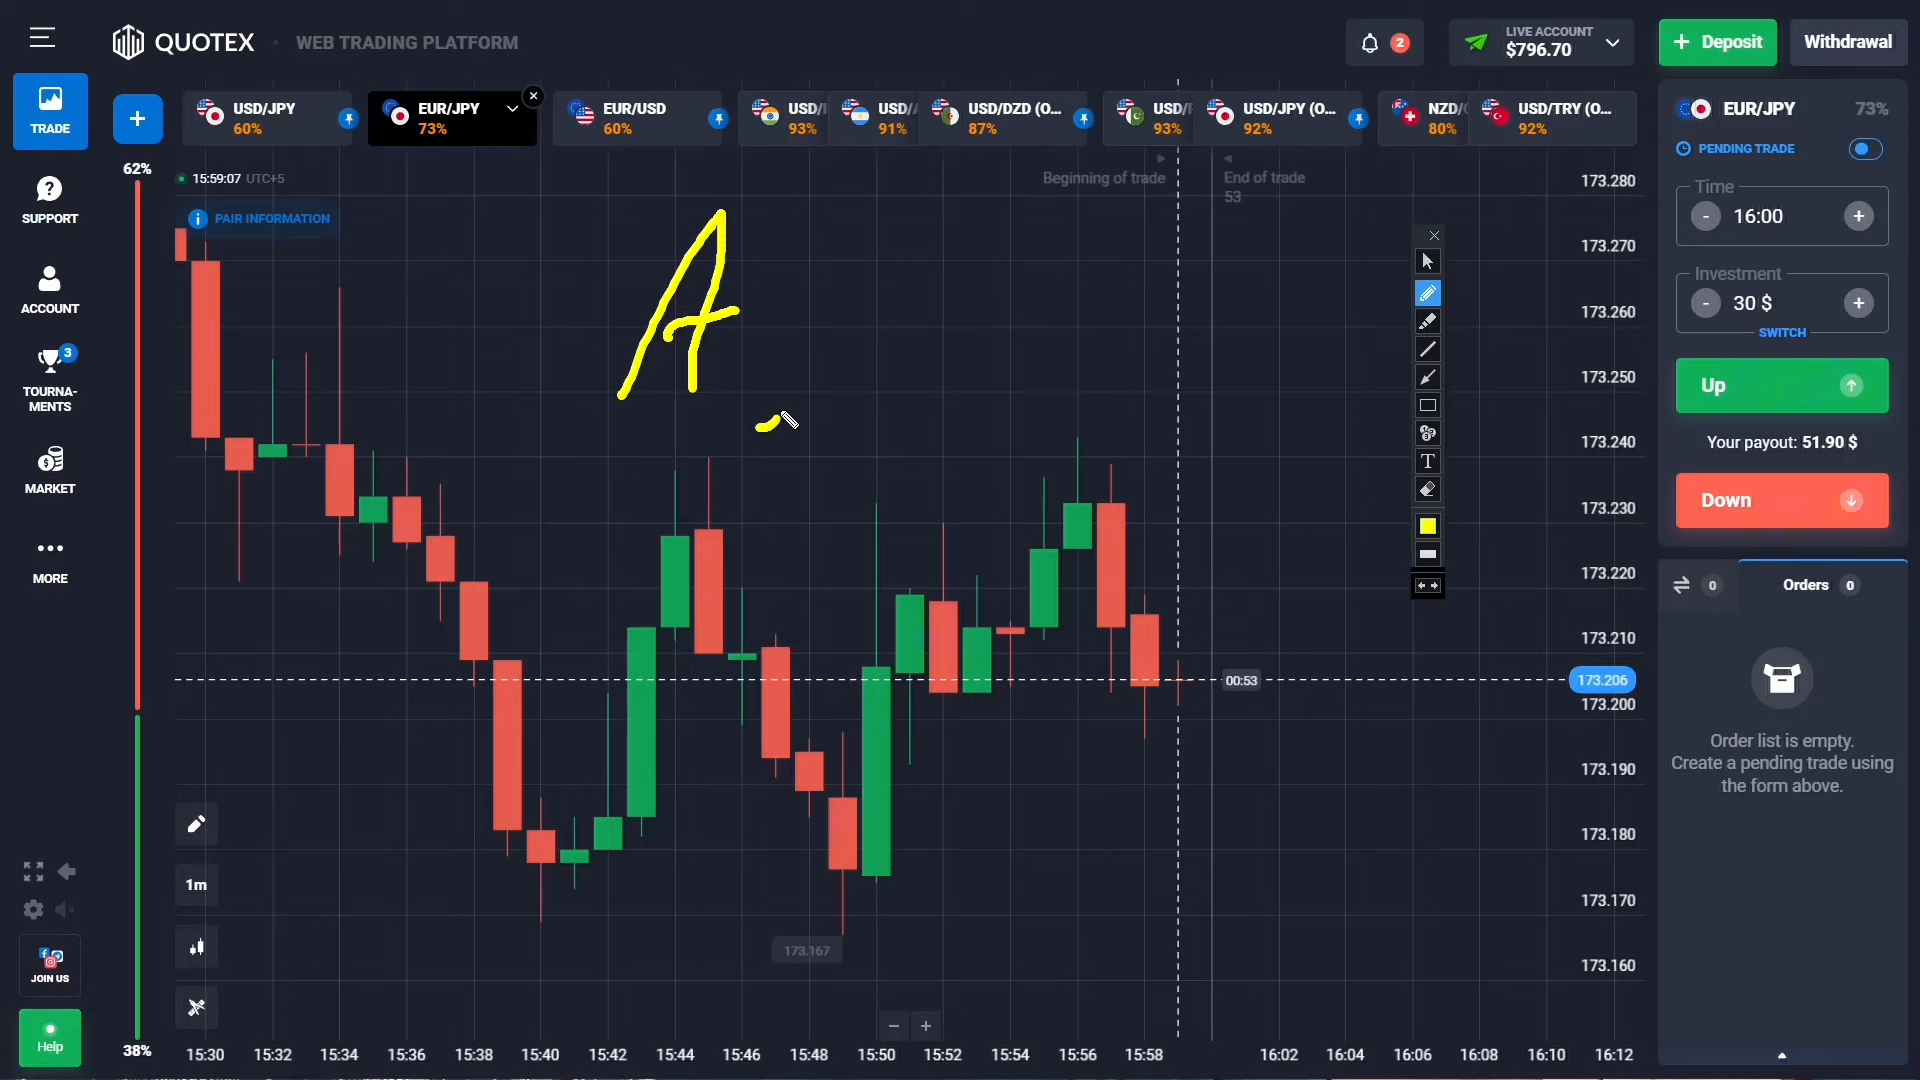 QUOTEX
WEB TRADING PLATFORM
2
LIVE ACCOUNT
$796.70
+ Deposit
Withdrawal
TRADE
+
USD/JPY
60%
EUR/JPY
73%
EUR/USD
60%
USD/I
93%
USD/A
91%
USD/DZD (O...
87%
USD/P
93%
USD/JPY (O...
92%
NZD/C
80%
USD/TRY (O...
92%
EUR/JPY
73%
PENDING TRADE
62%
15:59:07 UTC+5
Beginning of trade
End of trade
53
PAIR INFORMATION
A
SUPPORT
ACCOUNT
3
TOURNA-
MENTS
MARKET
MORE
JOIN US
Help
38%
Time
- 16:00 +
Investment
- 30 $ +
SWITCH
Up
Your payout: 51.90 $
Down
0
Orders 0
Order list is empty.
Create a pending trade using
the form above.
173.280
173.270
173.260
173.250
173.240
173.230
173.220
173.210
00:53
173.206
173.200
173.190
173.180
173.170
173.160
173.167
T
1m
− +
15:30 15:32 15:34 15:36 15:38 15:40 15:42 15:44 15:46 15:48 15:50 15:52 15:54 15:56 15:58 16:02 16:04 16:06 16:08 16:10 16:12